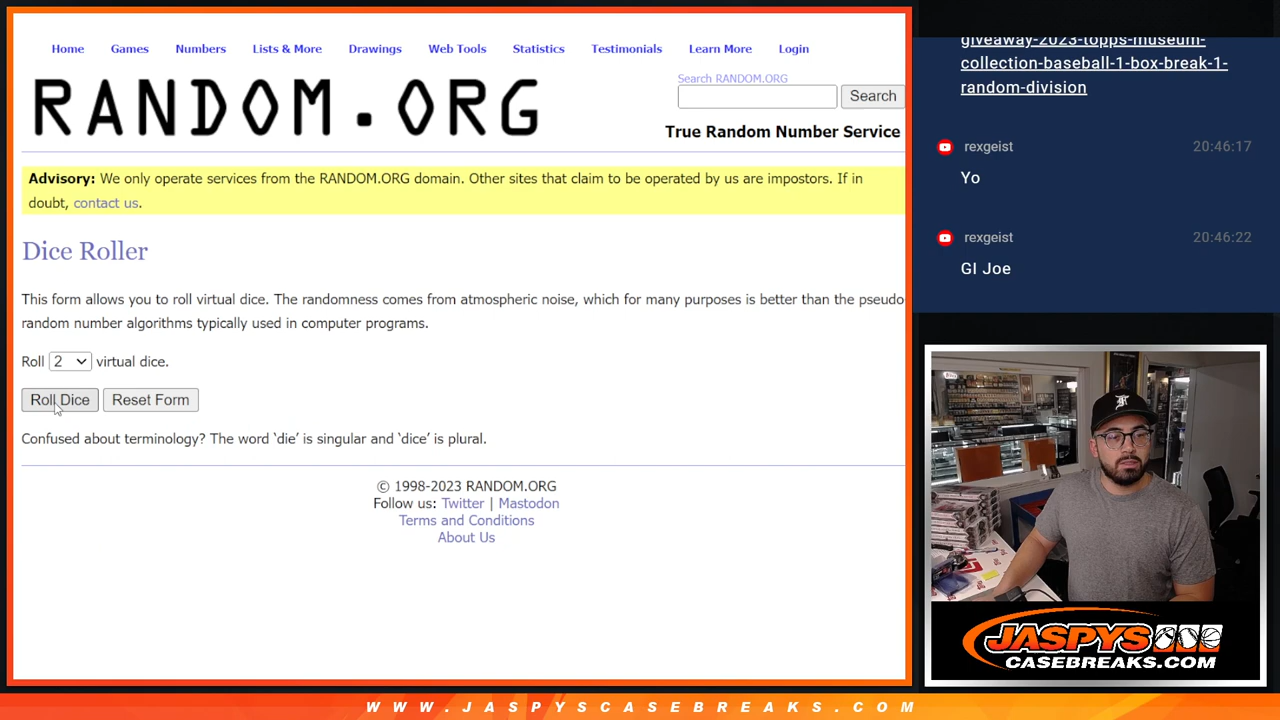 Home Games Numbers Lists & More Drawings Web Tools Statistics Testimonials Learn More Login
RANDOM.ORG
Search RANDOM.ORG
Search
True Random Number Service
Advisory: We only operate services from the RANDOM.ORG domain. Other sites that claim to be operated by us are impostors. If in
doubt, contact us.
Dice Roller
This form allows you to roll virtual dice. The randomness comes from atmospheric noise, which for many purposes is better than the pseudo
random number algorithms typically used in computer programs.
Roll 2 virtual dice.
Roll Dice Reset Form
Confused about terminology? The word ‘die’ is singular and ‘dice’ is plural.
© 1998-2023 RANDOM.ORG
Follow us: Twitter | Mastodon
Terms and Conditions
About Us
giveaway-2023-topps-museum-
collection-baseball-1-box-break-1-
random-division
rexgeist 20:46:17
Yo
rexgeist 20:46:22
GI Joe
JASPYS
CASEBREAKS.COM
WWW.JASPYSCASEBREAKS.COM